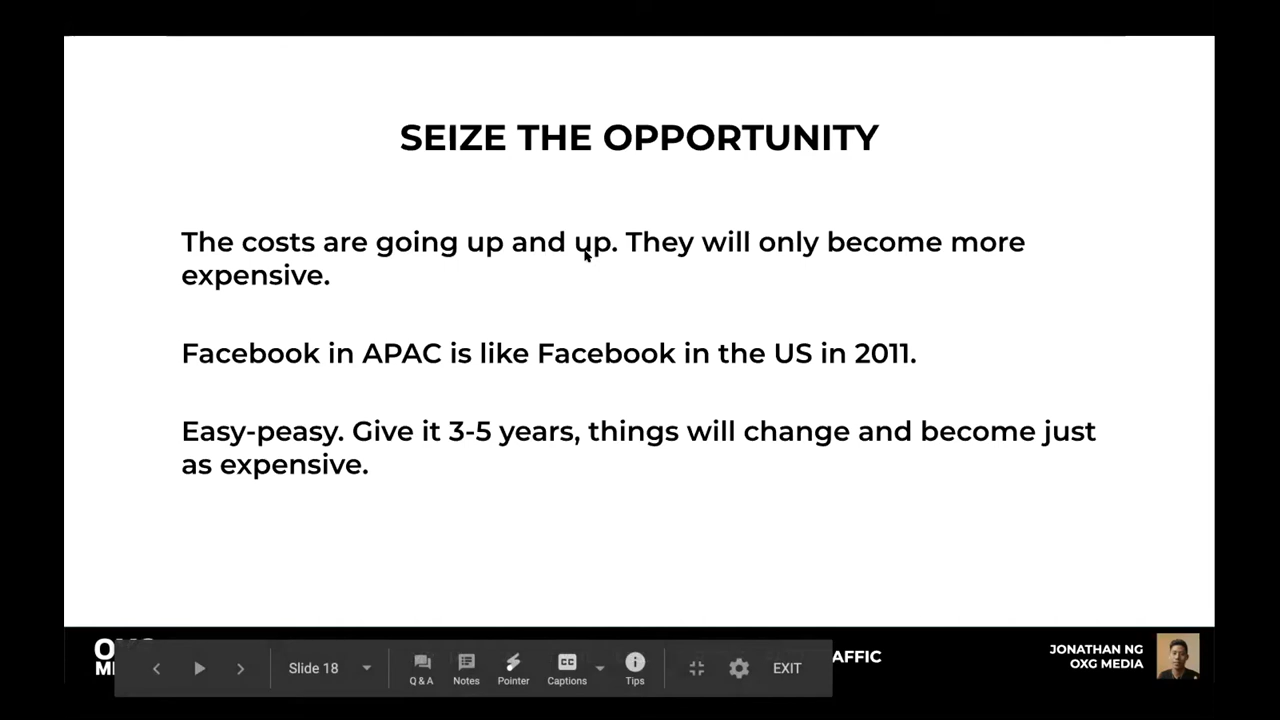 SEIZE THE OPPORTUNITY
The costs are going up and up. They will only become more
expensive.
Facebook in APAC is like Facebook in the US in 2011.
Easy-peasy. Give it 3-5 years, things will change and become just
as expensive.
JONATHAN NG
OXG MEDIA
Slide 18
Q & A
Notes
Pointer
Captions
Tips
EXIT